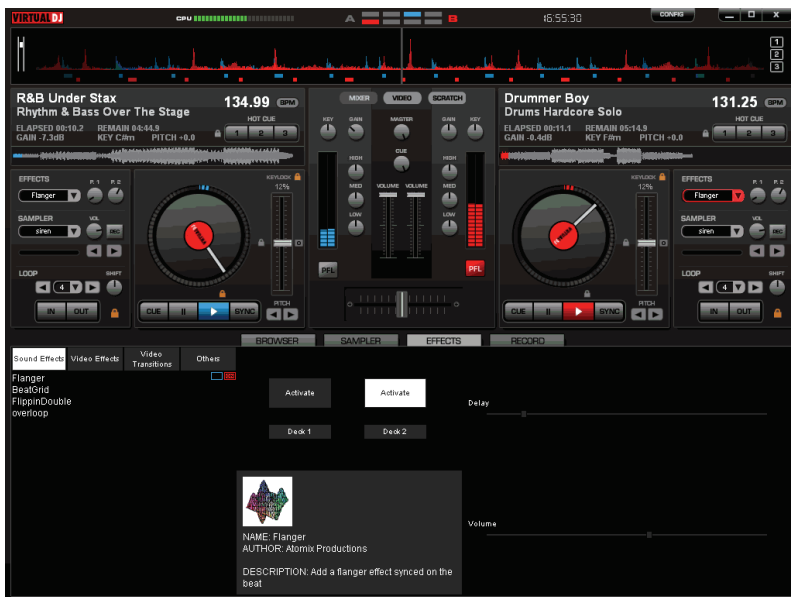 VIRTUAL DJ
CPU
A
B
16:55:30
CONFIG
X
1
2
3
R&B Under Stax
134.99 BPM
Rhythm & Bass Over The Stage
ELAPSED 00:10.2 REMAIN 04:44.9
HOT CUE
GAIN -7.3dB KEY C#m PITCH +0.0
1 2 3
MIXER VIDEO SCRATCH
Drummer Boy
131.25 BPM
Drums Hardcore Solo
ELAPSED 00:11.1 REMAIN 05:14.9
HOT CUE
GAIN -0.4dB KEY F#m PITCH +0.0
1 2 3
KEY GAIN MASTER GAIN KEY
CUE
HIGH HIGH
MED VOLUME VOLUME MED
LOW LOW
PFL PFL
EFFECTS P. 1 P. 2
Flanger
SAMPLER VOL
siren REC
LOOP SHIFT
4
IN OUT
KEYLOCK
12%
CUE II SYNC
PITCH
KEYLOCK
12%
CUE II SYNC
PITCH
EFFECTS P. 1 P. 2
Flanger
SAMPLER VOL
siren REC
LOOP SHIFT
4
IN OUT
BROWSER SAMPLER EFFECTS RECORD
Sound Effects Video Effects Video Transitions Others
Flanger
BeatGrid
FlippinDouble
overloop
Activate Activate
Deck 1 Deck 2
Delay
Volume
NAME: Flanger
AUTHOR: Atomix Productions
DESCRIPTION: Add a flanger effect synced on the
beat